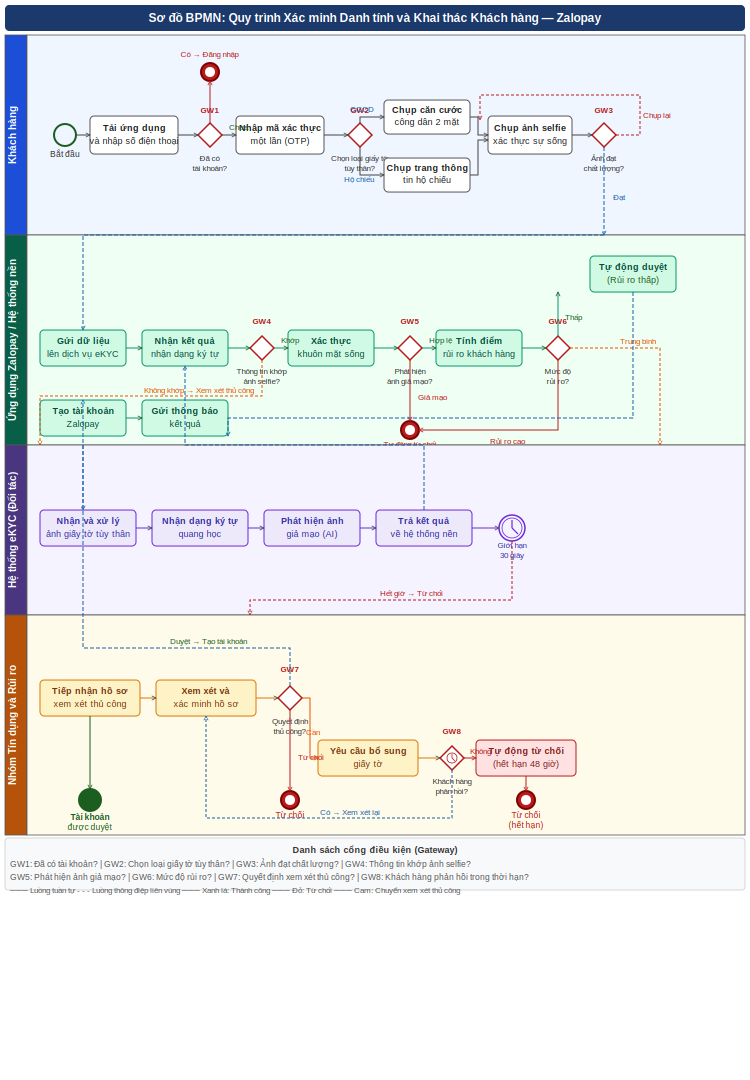 Sơ đồ BPMN: Quy trình Xác minh Danh tính và Khai thác Khách hàng — Zalopay
Khách hàng
Có → Đăng nhập
GW1
Tải ứng dụng
và nhập số điện thoại
Bắt đầu
Đã có
tài khoản?
Nhập mã xác thực
một lần (OTP)
GW2
Chọn loại giấy tờ
tùy thân?
Hộ chiếu
Chụp căn cước
công dân 2 mặt
Chụp trang thông
tin hộ chiếu
Chụp ảnh selfie
xác thực sự sống
GW3
Chụp lại
Ảnh đạt
chất lượng?
Đạt
Ứng dụng Zalopay / Hệ thống nền
Tự động duyệt
(Rủi ro thấp)
Thấp
Gửi dữ liệu
lên dịch vụ eKYC
Nhận kết quả
nhận dạng ký tự
GW4
Khớp
Thông tin khớp
ảnh selfie?
Xác thực
khuôn mặt sống
GW5
Hợp lệ
Phát hiện
ảnh giả mạo?
Tính điểm
rủi ro khách hàng
GW6
Mức độ
rủi ro?
Trung bình
Không khớp → Xem xét thủ công
Giả mạo
Tạo tài khoản
Zalopay
Gửi thông báo
kết quả
Tự động từ chối
Rủi ro cao
Hệ thống eKYC (Đối tác)
Nhận và xử lý
ảnh giấy tờ tùy thân
Nhận dạng ký tự
quang học
Phát hiện ảnh
giả mạo (AI)
Trả kết quả
về hệ thống nền
Giới hạn
30 giây
Hết giờ → Từ chối
Nhóm Tín dụng và Rủi ro
Duyệt → Tạo tài khoản
GW7
Tiếp nhận hồ sơ
xem xét thủ công
Xem xét và
xác minh hồ sơ
Quyết định
thủ công?
Cần
Từ chối
Yêu cầu bổ sung
giấy tờ
GW8
Không
Khách hàng
phản hồi?
Tự động từ chối
(hết hạn 48 giờ)
Có → Xem xét lại
Tài khoản
được duyệt
Từ chối
Từ chối
(hết hạn)
Danh sách cổng điều kiện (Gateway)
GW1: Đã có tài khoản? | GW2: Chọn loại giấy tờ tùy thân? | GW3: Ảnh đạt chất lượng? | GW4: Thông tin khớp ảnh selfie?
GW5: Phát hiện ảnh giả mạo? | GW6: Mức độ rủi ro? | GW7: Quyết định xem xét thủ công? | GW8: Khách hàng phản hồi trong thời hạn?
─── Luồng tuần tự - - - Luồng thông điệp liên vùng ─── Xanh lá: Thành công ─── Đỏ: Từ chối ─── Cam: Chuyển xem xét thủ công